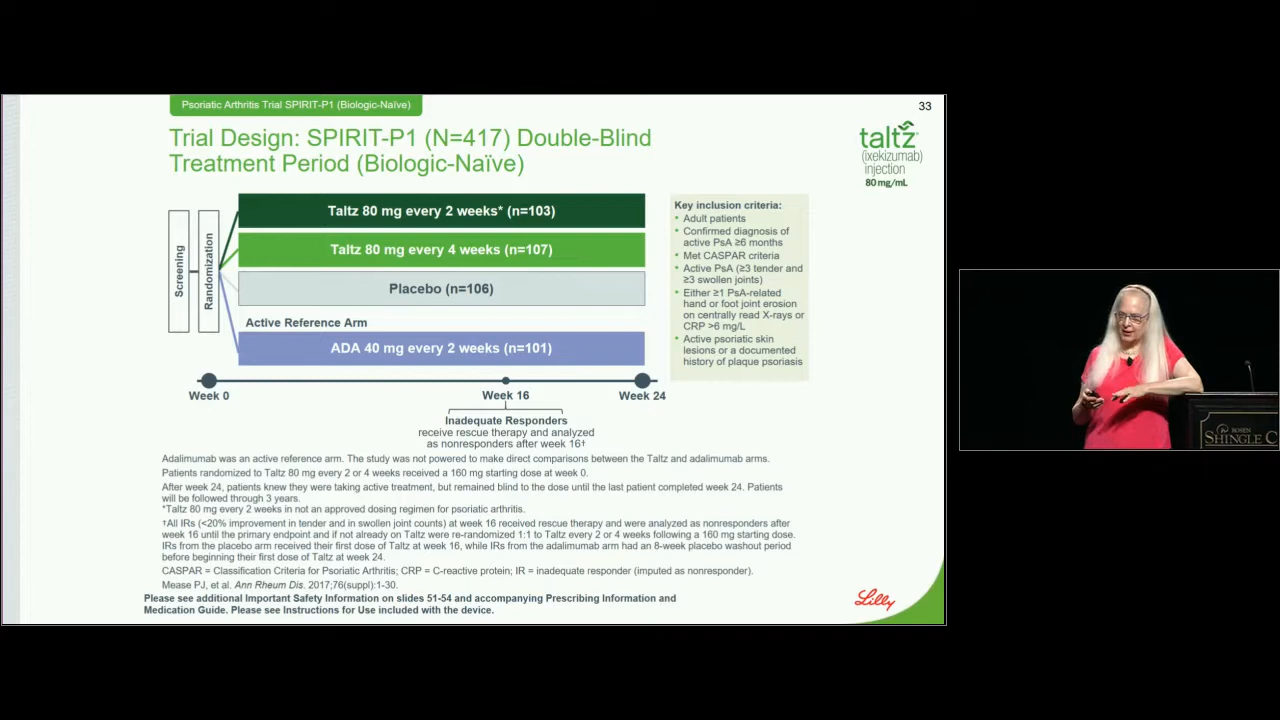 Psoriatic Arthritis Trial SPIRIT-P1 (Biologic-Naïve)
33
Trial Design: SPIRIT-P1 (N=417) Double-Blind
Treatment Period (Biologic-Naïve)
taltz
(ixekizumab)
injection
80 mg/mL
Screening
Randomization
Taltz 80 mg every 2 weeks* (n=103)
Taltz 80 mg every 4 weeks (n=107)
Placebo (n=106)
Active Reference Arm
ADA 40 mg every 2 weeks (n=101)
Week 0
Week 16
Week 24
Inadequate Responders
receive rescue therapy and analyzed
as nonresponders after week 16†
Key inclusion criteria:
• Adult patients
• Confirmed diagnosis of
active PsA ≥6 months
• Met CASPAR criteria
• Active PsA (≥3 tender and
≥3 swollen joints)
• Either ≥1 PsA-related
hand or foot joint erosion
on centrally read X-rays or
CRP >6 mg/L
• Active psoriatic skin
lesions or a documented
history of plaque psoriasis
Adalimumab was an active reference arm. The study was not powered to make direct comparisons between the Taltz and adalimumab arms.
Patients randomized to Taltz 80 mg every 2 or 4 weeks received a 160 mg starting dose at week 0.
After week 24, patients knew they were taking active treatment, but remained blind to the dose until the last patient completed week 24. Patients
will be followed through 3 years.
*Taltz 80 mg every 2 weeks in not an approved dosing regimen for psoriatic arthritis.
†All IRs (<20% improvement in tender and in swollen joint counts) at week 16 received rescue therapy and were analyzed as nonresponders after
week 16 until the primary endpoint and if not already on Taltz were re-randomized 1:1 to Taltz every 2 or 4 weeks following a 160 mg starting dose.
IRs from the placebo arm received their first dose of Taltz at week 16, while IRs from the adalimumab arm had an 8-week placebo washout period
before beginning their first dose of Taltz at week 24.
CASPAR = Classification Criteria for Psoriatic Arthritis; CRP = C-reactive protein; IR = inadequate responder (imputed as nonresponder).
Mease PJ, et al. Ann Rheum Dis. 2017;76(suppl):1-30.
Please see additional Important Safety Information on slides 51-54 and accompanying Prescribing Information and
Medication Guide. Please see Instructions for Use included with the device.
Lilly
ROSEN
SHINGLE C